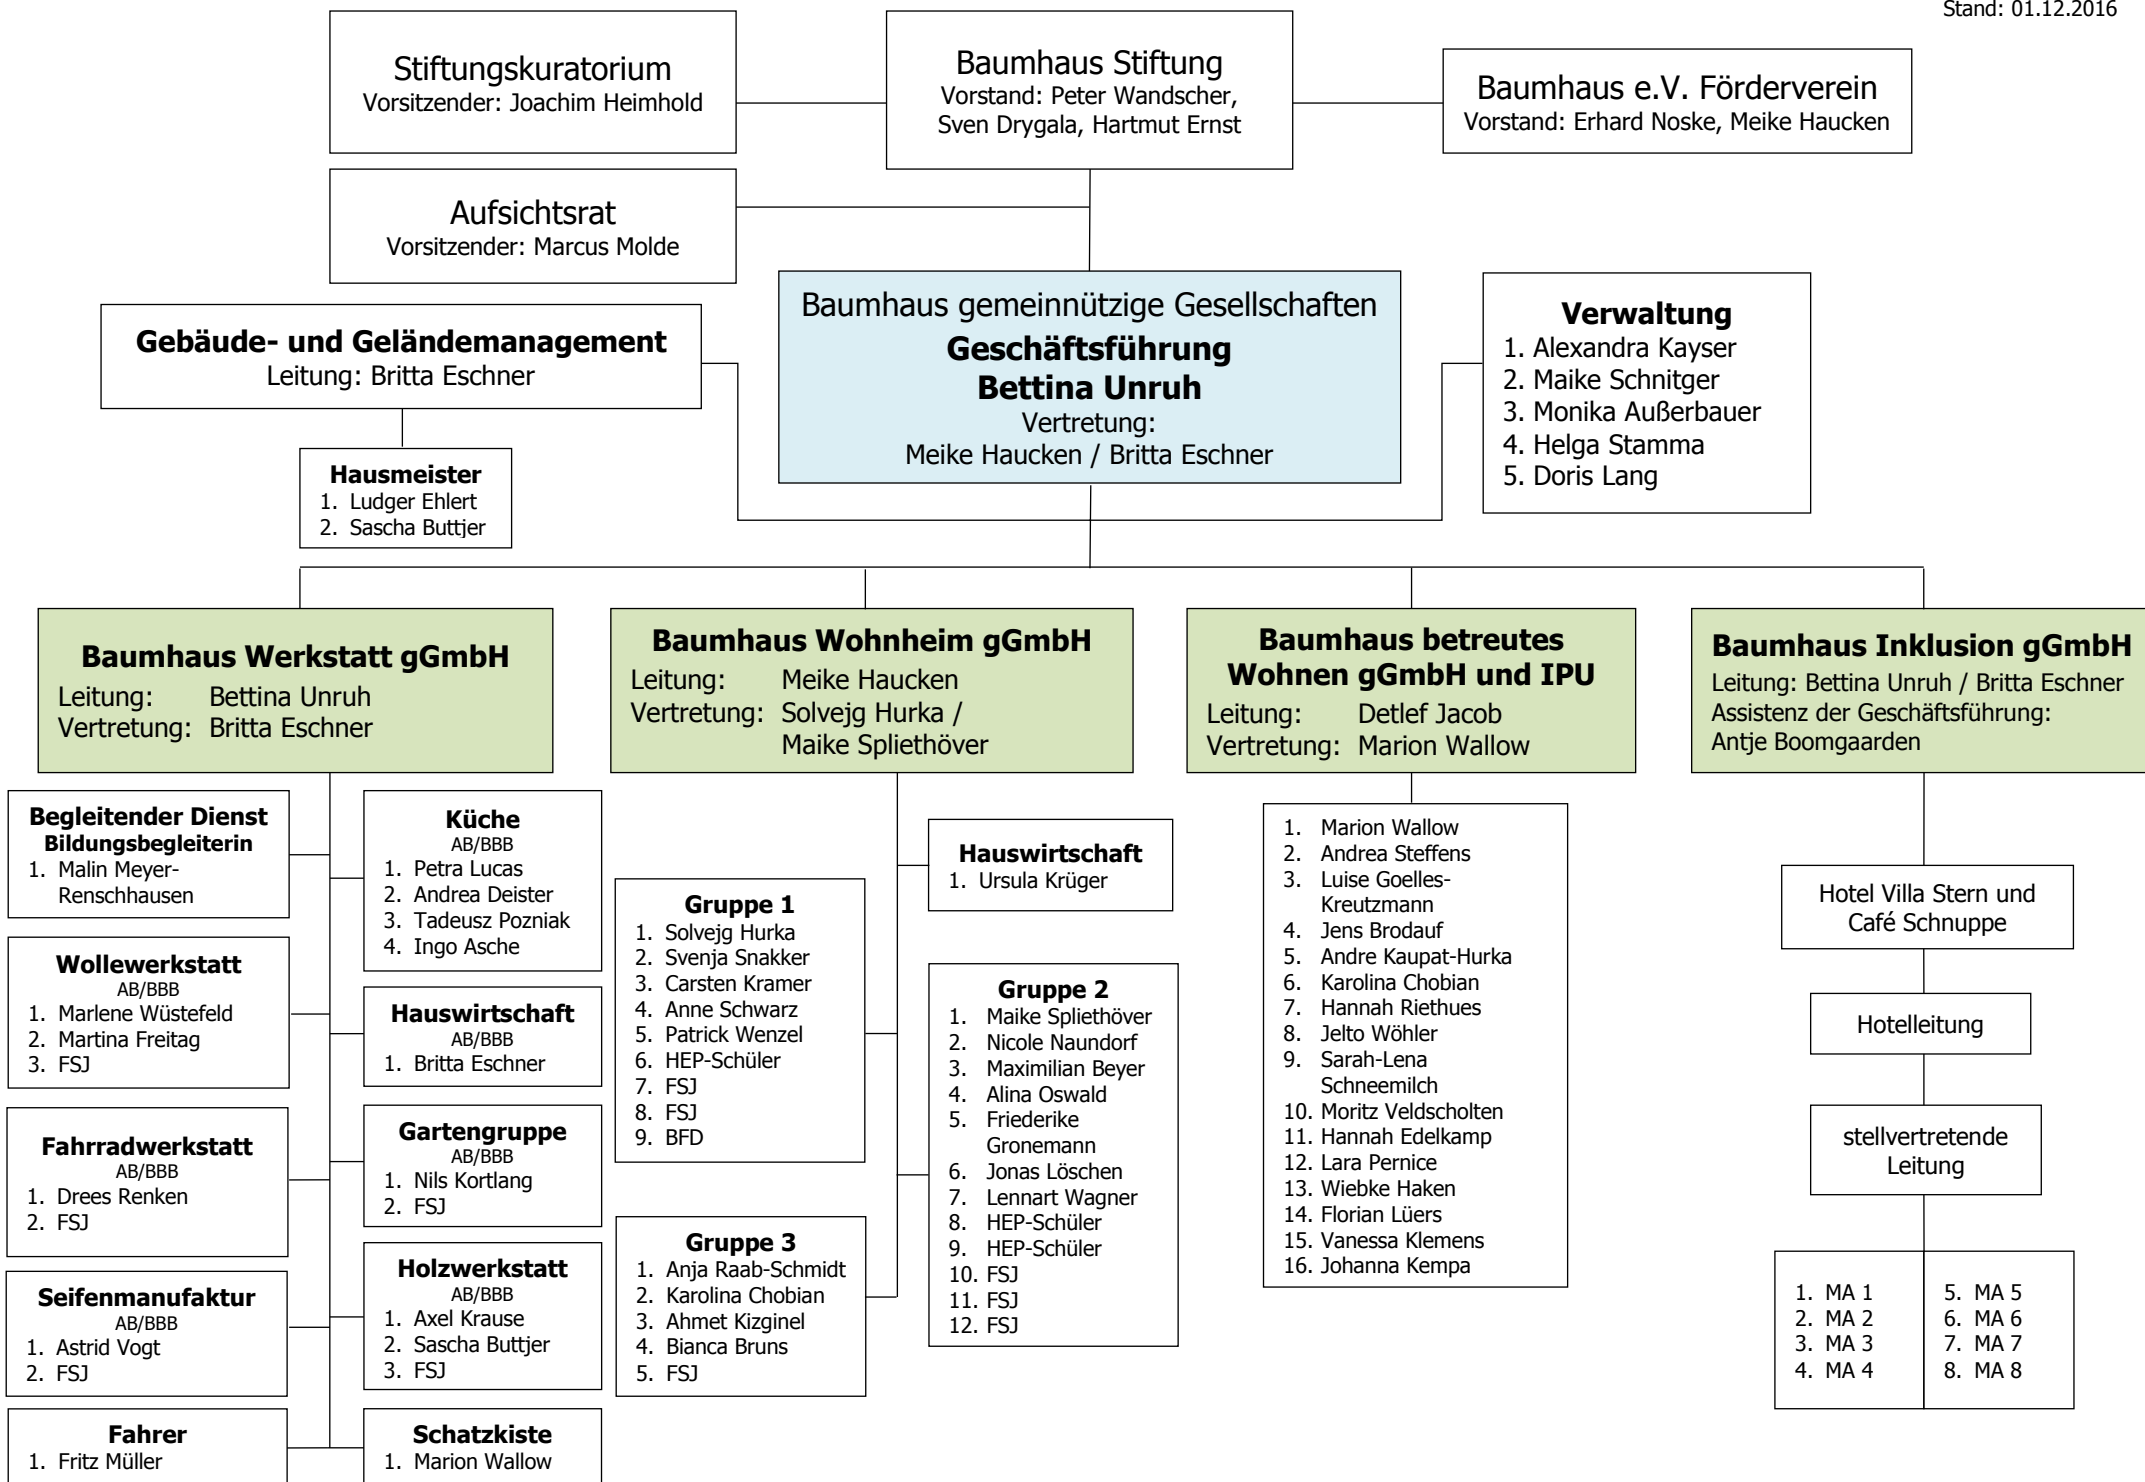 Stand: 01.12.2016
Stiftungskuratorium
Vorsitzender: Joachim Heimhold
Baumhaus Stiftung
Vorstand: Peter Wandscher,
Sven Drygala, Hartmut Ernst
Baumhaus e.V. Förderverein
Vorstand: Erhard Noske, Meike Haucken
Aufsichtsrat
Vorsitzender: Marcus Molde
Gebäude- und Geländemanagement
Leitung: Britta Eschner
Baumhaus gemeinnützige Gesellschaften
Geschäftsführung
Bettina Unruh
Vertretung:
Meike Haucken / Britta Eschner
Verwaltung
1. Alexandra Kayser
2. Maike Schnitger
3. Monika Außerbauer
4. Helga Stamma
5. Doris Lang
Hausmeister
1. Ludger Ehlert
2. Sascha Buttjer
Baumhaus Werkstatt gGmbH
Leitung: Bettina Unruh
Vertretung: Britta Eschner
Baumhaus Wohnheim gGmbH
Leitung: Meike Haucken
Vertretung: Solvejg Hurka /
Maike Spliethöver
Baumhaus betreutes
Wohnen gGmbH und IPU
Leitung: Detlef Jacob
Vertretung: Marion Wallow
Baumhaus Inklusion gGmbH
Leitung: Bettina Unruh / Britta Eschner
Assistenz der Geschäftsführung:
Antje Boomgaarden
Begleitender Dienst
Bildungsbegleiterin
1. Malin Meyer-
Renschhausen
Wollewerkstatt
AB/BBB
1. Marlene Wüstefeld
2. Martina Freitag
3. FSJ
Fahrradwerkstatt
AB/BBB
1. Drees Renken
2. FSJ
Seifenmanufaktur
AB/BBB
1. Astrid Vogt
2. FSJ
Fahrer
1. Fritz Müller
Küche
AB/BBB
1. Petra Lucas
2. Andrea Deister
3. Tadeusz Pozniak
4. Ingo Asche
Hauswirtschaft
AB/BBB
1. Britta Eschner
Gartengruppe
AB/BBB
1. Nils Kortlang
2. FSJ
Holzwerkstatt
AB/BBB
1. Axel Krause
2. Sascha Buttjer
3. FSJ
Schatzkiste
1. Marion Wallow
Gruppe 1
1. Solvejg Hurka
2. Svenja Snakker
3. Carsten Kramer
4. Anne Schwarz
5. Patrick Wenzel
6. HEP-Schüler
7. FSJ
8. FSJ
9. BFD
Gruppe 3
1. Anja Raab-Schmidt
2. Karolina Chobian
3. Ahmet Kizginel
4. Bianca Bruns
5. FSJ
Hauswirtschaft
1. Ursula Krüger
Gruppe 2
1. Maike Spliethöver
2. Nicole Naundorf
3. Maximilian Beyer
4. Alina Oswald
5. Friederike
Gronemann
6. Jonas Löschen
7. Lennart Wagner
8. HEP-Schüler
9. HEP-Schüler
10. FSJ
11. FSJ
12. FSJ
1. Marion Wallow
2. Andrea Steffens
3. Luise Goelles-
Kreutzmann
4. Jens Brodauf
5. Andre Kaupat-Hurka
6. Karolina Chobian
7. Hannah Riethues
8. Jelto Wöhler
9. Sarah-Lena
Schneemilch
10. Moritz Veldscholten
11. Hannah Edelkamp
12. Lara Pernice
13. Wiebke Haken
14. Florian Lüers
15. Vanessa Klemens
16. Johanna Kempa
Hotel Villa Stern und
Café Schnuppe
Hotelleitung
stellvertretende
Leitung
1. MA 1
2. MA 2
3. MA 3
4. MA 4
5. MA 5
6. MA 6
7. MA 7
8. MA 8